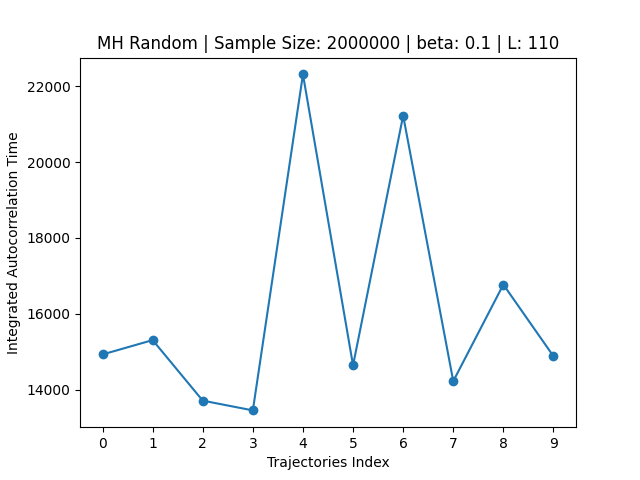 MH Random | Sample Size: 2000000 | beta: 0.1 | L: 110
Integrated Autocorrelation Time
22000
20000
18000
16000
14000
0 1 2 3 4 5 6 7 8 9
Trajectories Index